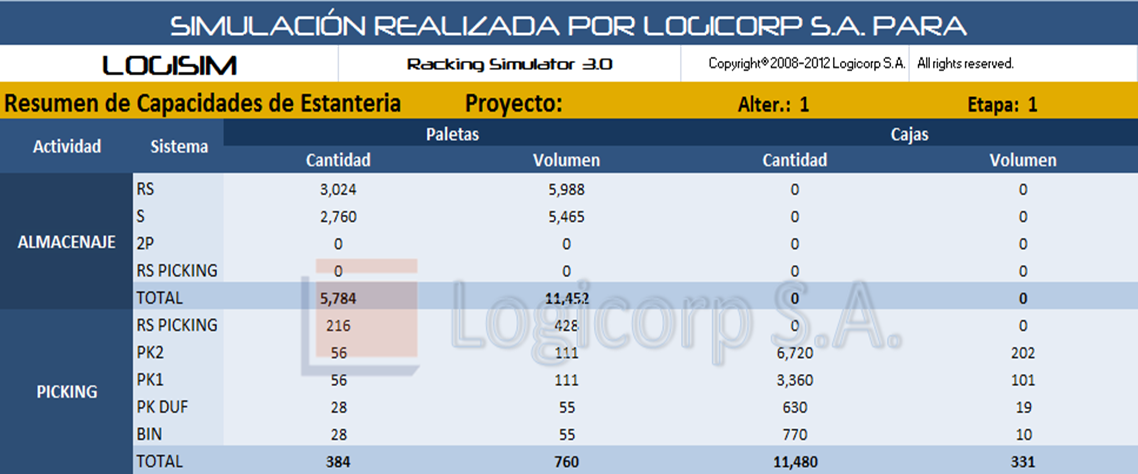 SIMULACIÓN REALIZADA POR LOGICORP S.A. PARA
LOGISIM Racking Simulator 3.0 Copyright® 2008-2012 Logicorp S.A. All rights reserved.
Resumen de Capacidades de Estanteria Proyecto: Alter.: 1 Etapa: 1
Actividad Sistema Paletas Cajas
Cantidad Volumen Cantidad Volumen
ALMACENAJE
RS 3,024 5,988 0 0
S 2,760 5,465 0 0
2P 0 0 0 0
RS PICKING 0 0 0 0
TOTAL 5,784 11,452 0 0
PICKING
RS PICKING 216 428 0 0
PK2 56 111 6,720 202
PK1 56 111 3,360 101
PK DUF 28 55 630 19
BIN 28 55 770 10
TOTAL 384 760 11,480 331
Logicorp S.A.